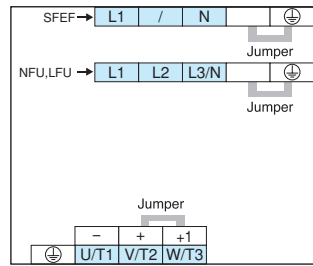 SFEF L1 / N
Jumper
NFU,LFU L1 L2 L3/N
Jumper
Jumper
– + +1
U/T1 V/T2 W/T3